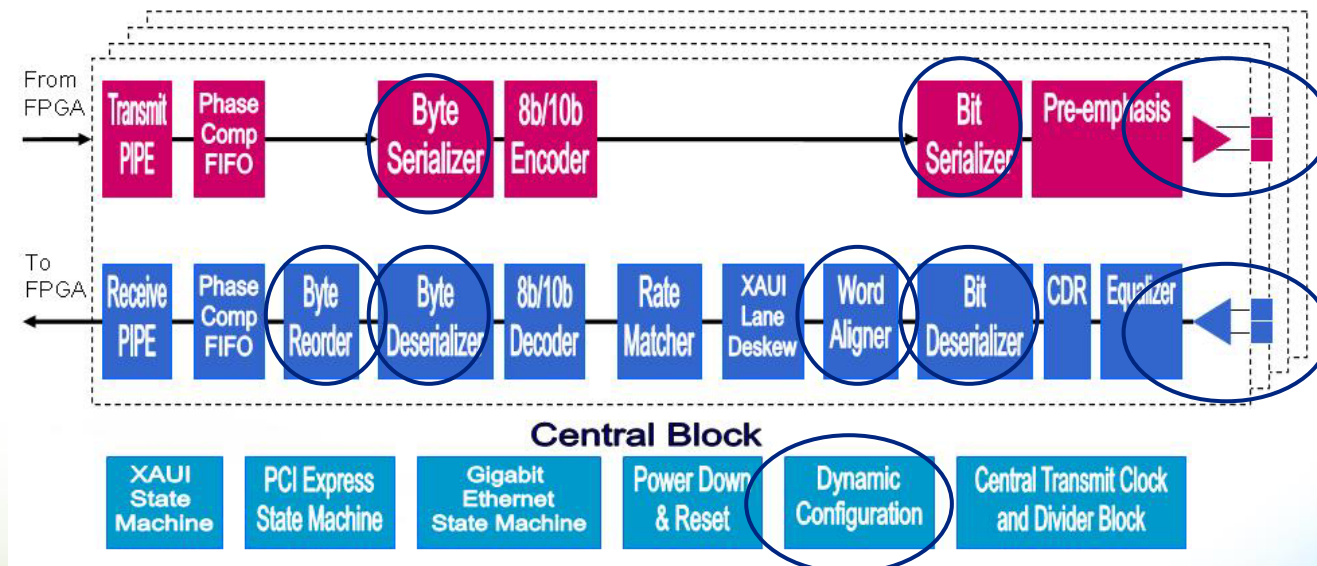 From
FPGA
Transmit
PIPE
Phase
Comp
FIFO
Byte
Serializer
8b/10b
Encoder
Bit
Serializer
Pre-emphasis
To
FPGA
Receive
PIPE
Phase
Comp
FIFO
Byte
Reorder
Byte
Deserializer
8b/10b
Decoder
Rate
Matcher
XAUI
Lane
Deskew
Word
Aligner
Bit
Deserializer
CDR
Equalizer
Central Block
XAUI
State
Machine
PCI Express
State Machine
Gigabit
Ethernet
State Machine
Power Down
& Reset
Dynamic
Configuration
Central Transmit Clock
and Divider Block